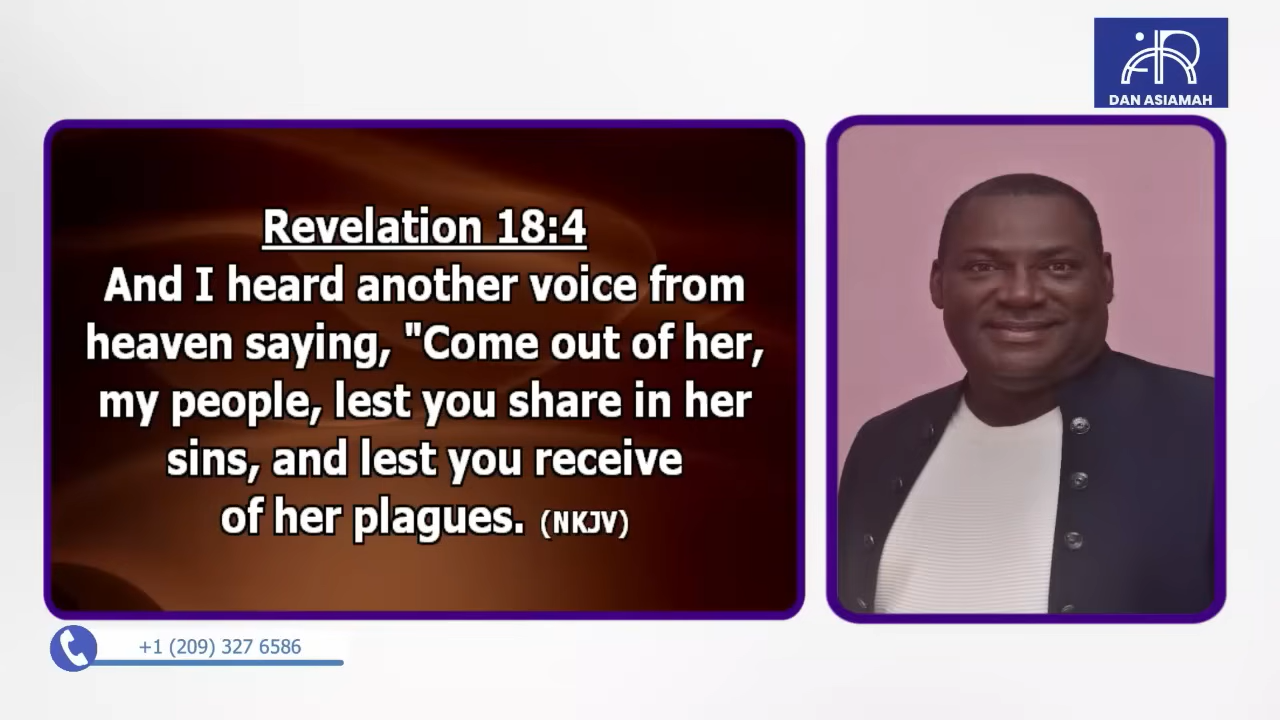 DAN ASIAMAH
Revelation 18:4
And I heard another voice from
heaven saying, "Come out of her,
my people, lest you share in her
sins, and lest you receive
of her plagues. (NKJV)
+1 (209) 327 6586